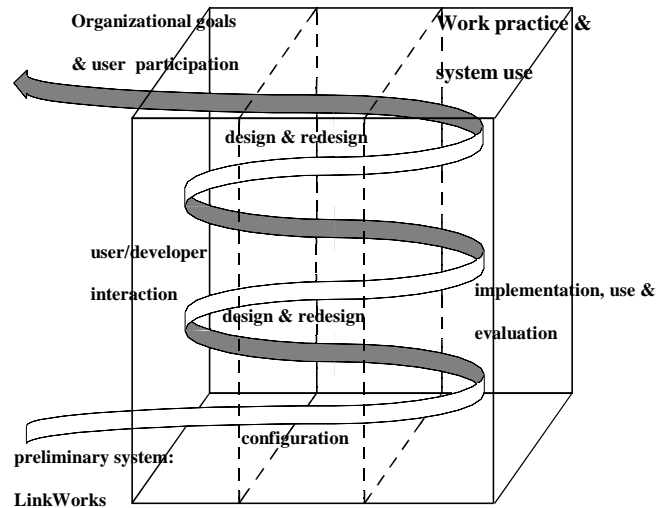 Organizational goals
& user participation
Work practice &
system use
design & redesign
user/developer
interaction
implementation, use &
evaluation
design & redesign
configuration
preliminary system:
LinkWorks